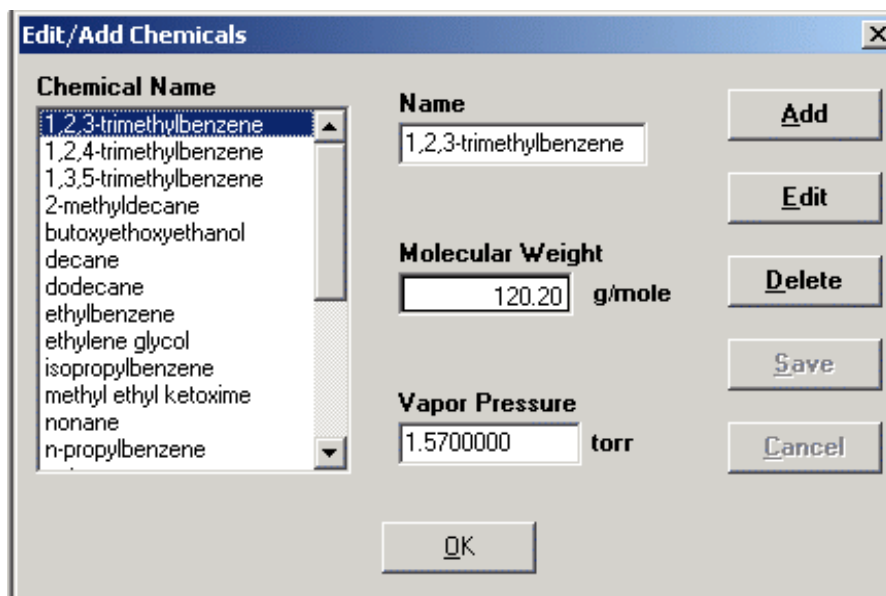 Edit/Add Chemicals
Chemical Name
1,2,3-trimethylbenzene
1,2,4-trimethylbenzene
1,3,5-trimethylbenzene
2-methyldecane
butoxyethoxyethanol
decane
dodecane
ethylbenzene
ethylene glycol
isopropylbenzene
methyl ethyl ketoxime
nonane
n-propylbenzene
Name
1,2,3-trimethylbenzene
Molecular Weight
120.20 g/mole
Vapor Pressure
1.5700000 torr
Add
Edit
Delete
Save
Cancel
OK